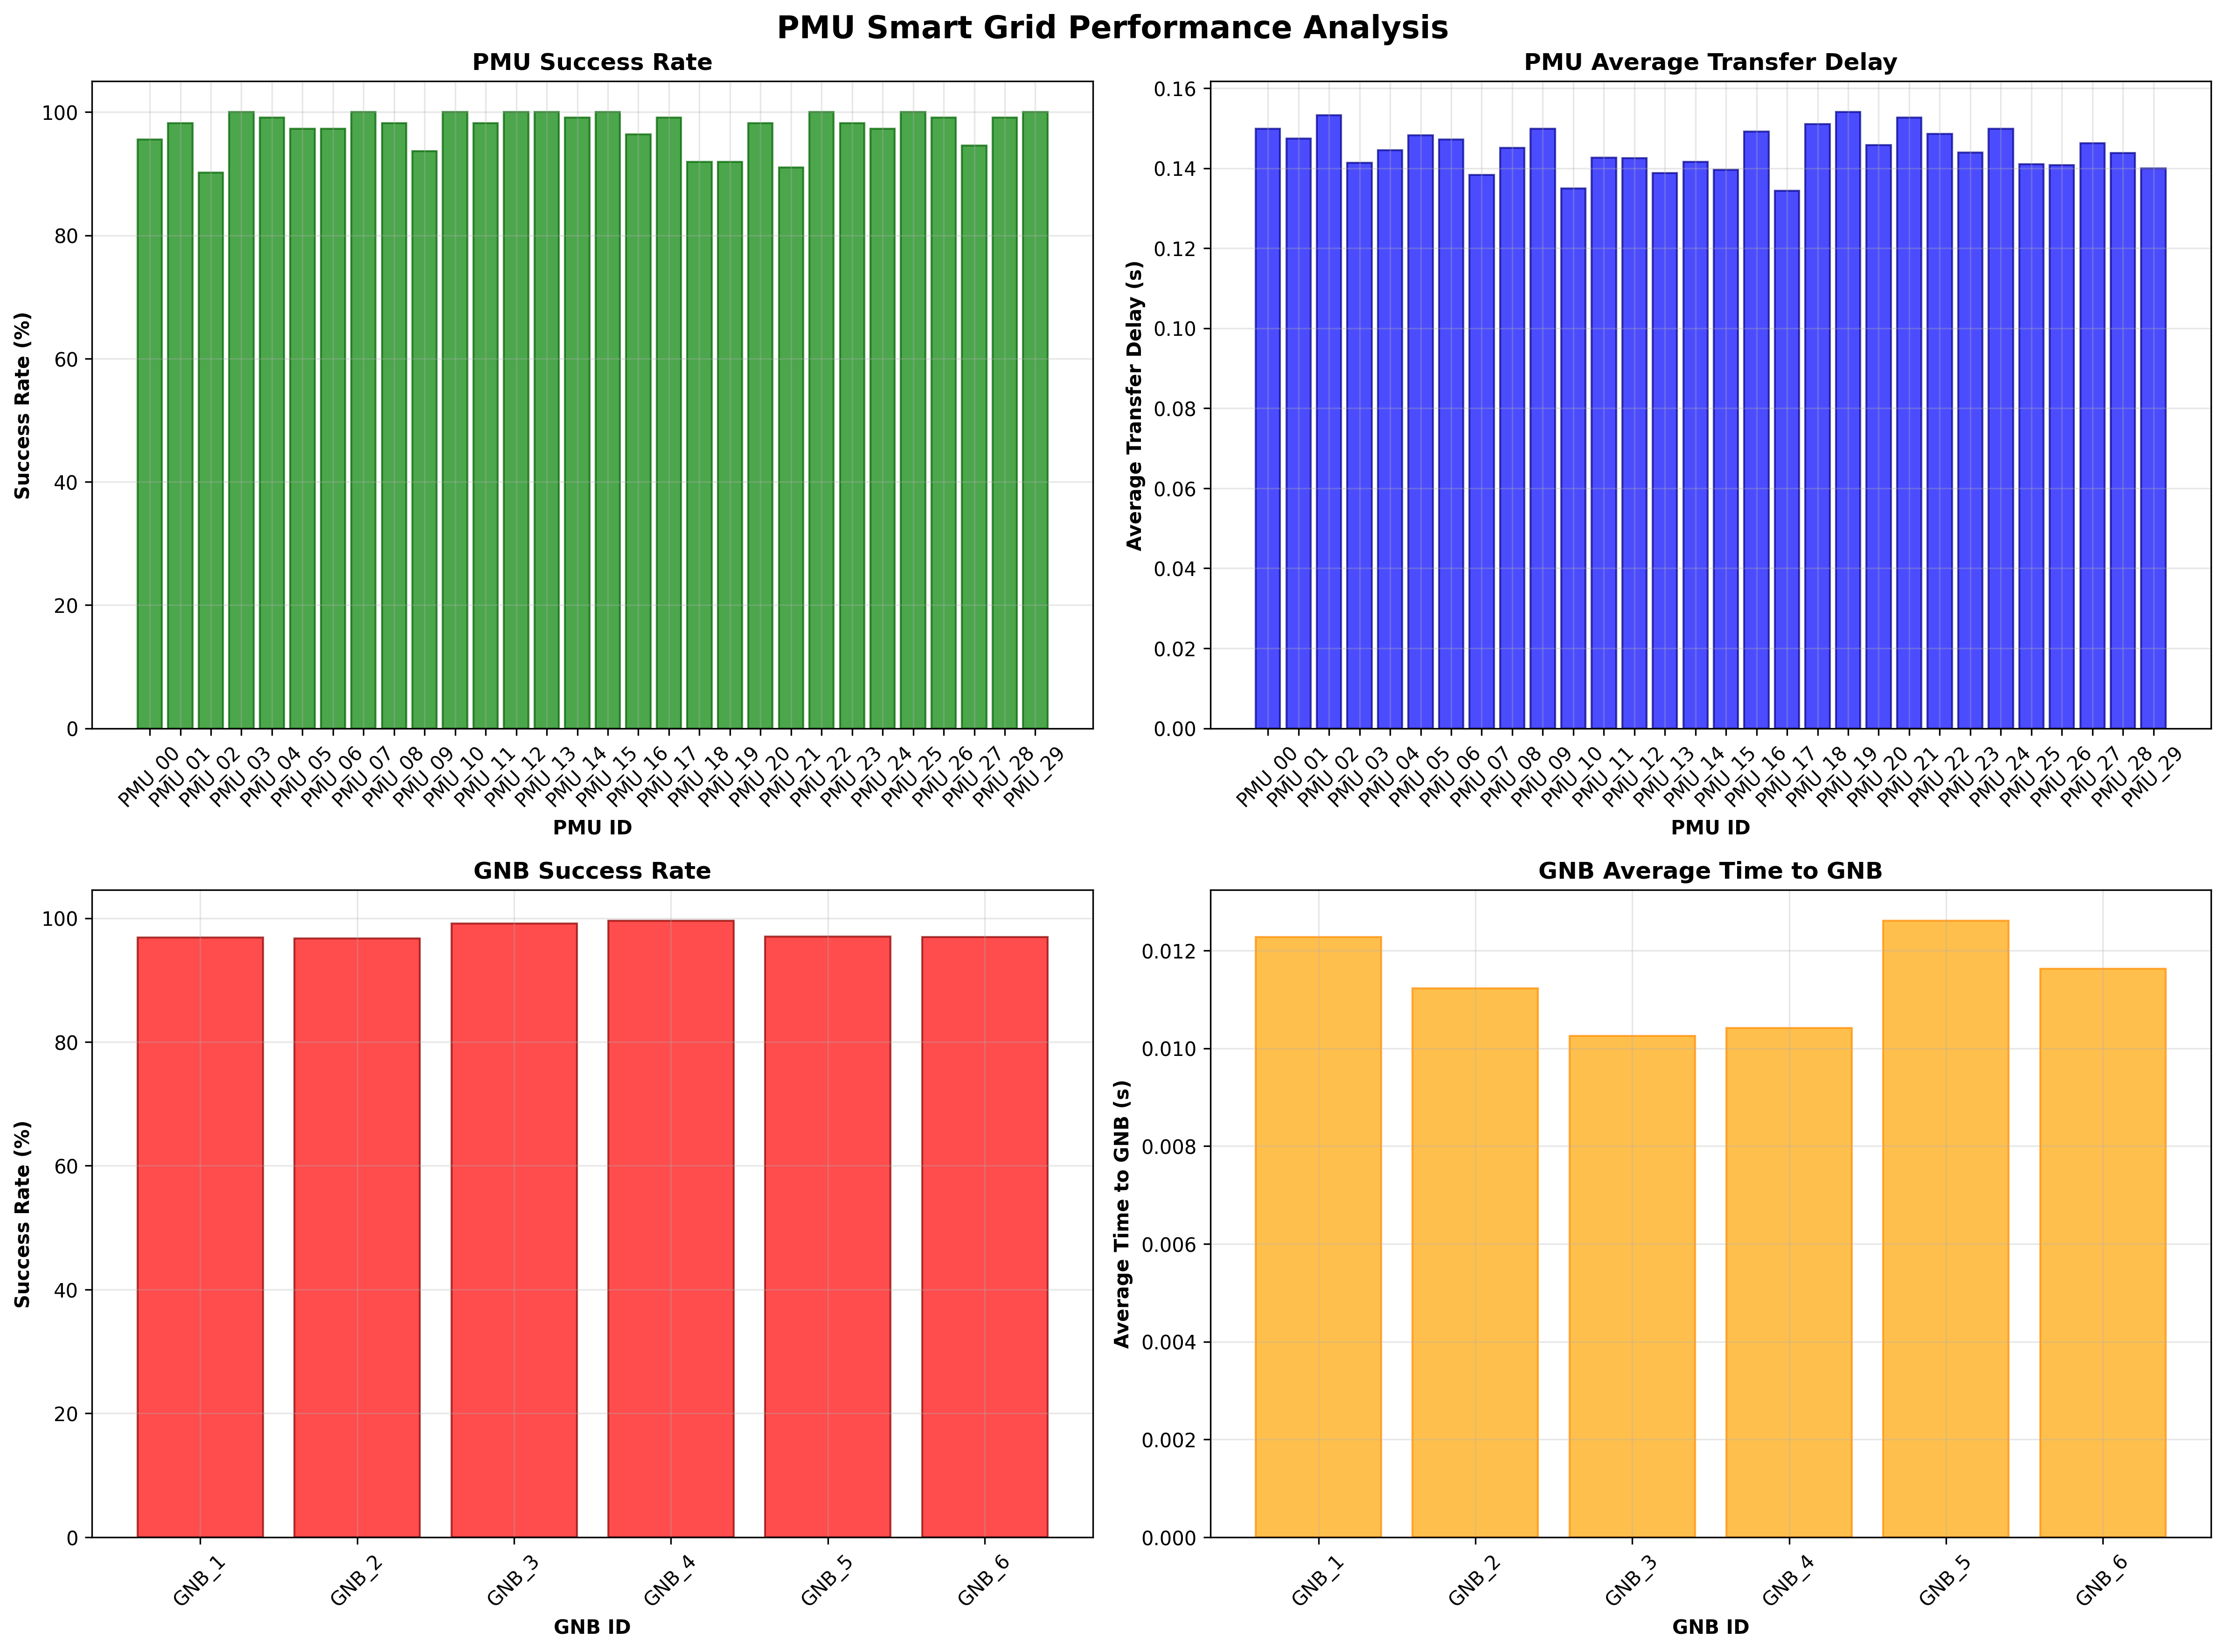 PMU Smart Grid Performance Analysis
PMU Success Rate
Success Rate (%)
100
80
60
40
20
0
PMU_00 PMU_01 PMU_02 PMU_03 PMU_04 PMU_05 PMU_06 PMU_07 PMU_08 PMU_09 PMU_10 PMU_11 PMU_12 PMU_13 PMU_14 PMU_15 PMU_16 PMU_17 PMU_18 PMU_19 PMU_20 PMU_21 PMU_22 PMU_23 PMU_24 PMU_25 PMU_26 PMU_27 PMU_28 PMU_29
PMU ID
PMU Average Transfer Delay
Average Transfer Delay (s)
0.16
0.14
0.12
0.10
0.08
0.06
0.04
0.02
0.00
PMU_00 PMU_01 PMU_02 PMU_03 PMU_04 PMU_05 PMU_06 PMU_07 PMU_08 PMU_09 PMU_10 PMU_11 PMU_12 PMU_13 PMU_14 PMU_15 PMU_16 PMU_17 PMU_18 PMU_19 PMU_20 PMU_21 PMU_22 PMU_23 PMU_24 PMU_25 PMU_26 PMU_27 PMU_28 PMU_29
PMU ID
GNB Success Rate
Success Rate (%)
100
80
60
40
20
0
GNB_1 GNB_2 GNB_3 GNB_4 GNB_5 GNB_6
GNB ID
GNB Average Time to GNB
Average Time to GNB (s)
0.012
0.010
0.008
0.006
0.004
0.002
0.000
GNB_1 GNB_2 GNB_3 GNB_4 GNB_5 GNB_6
GNB ID